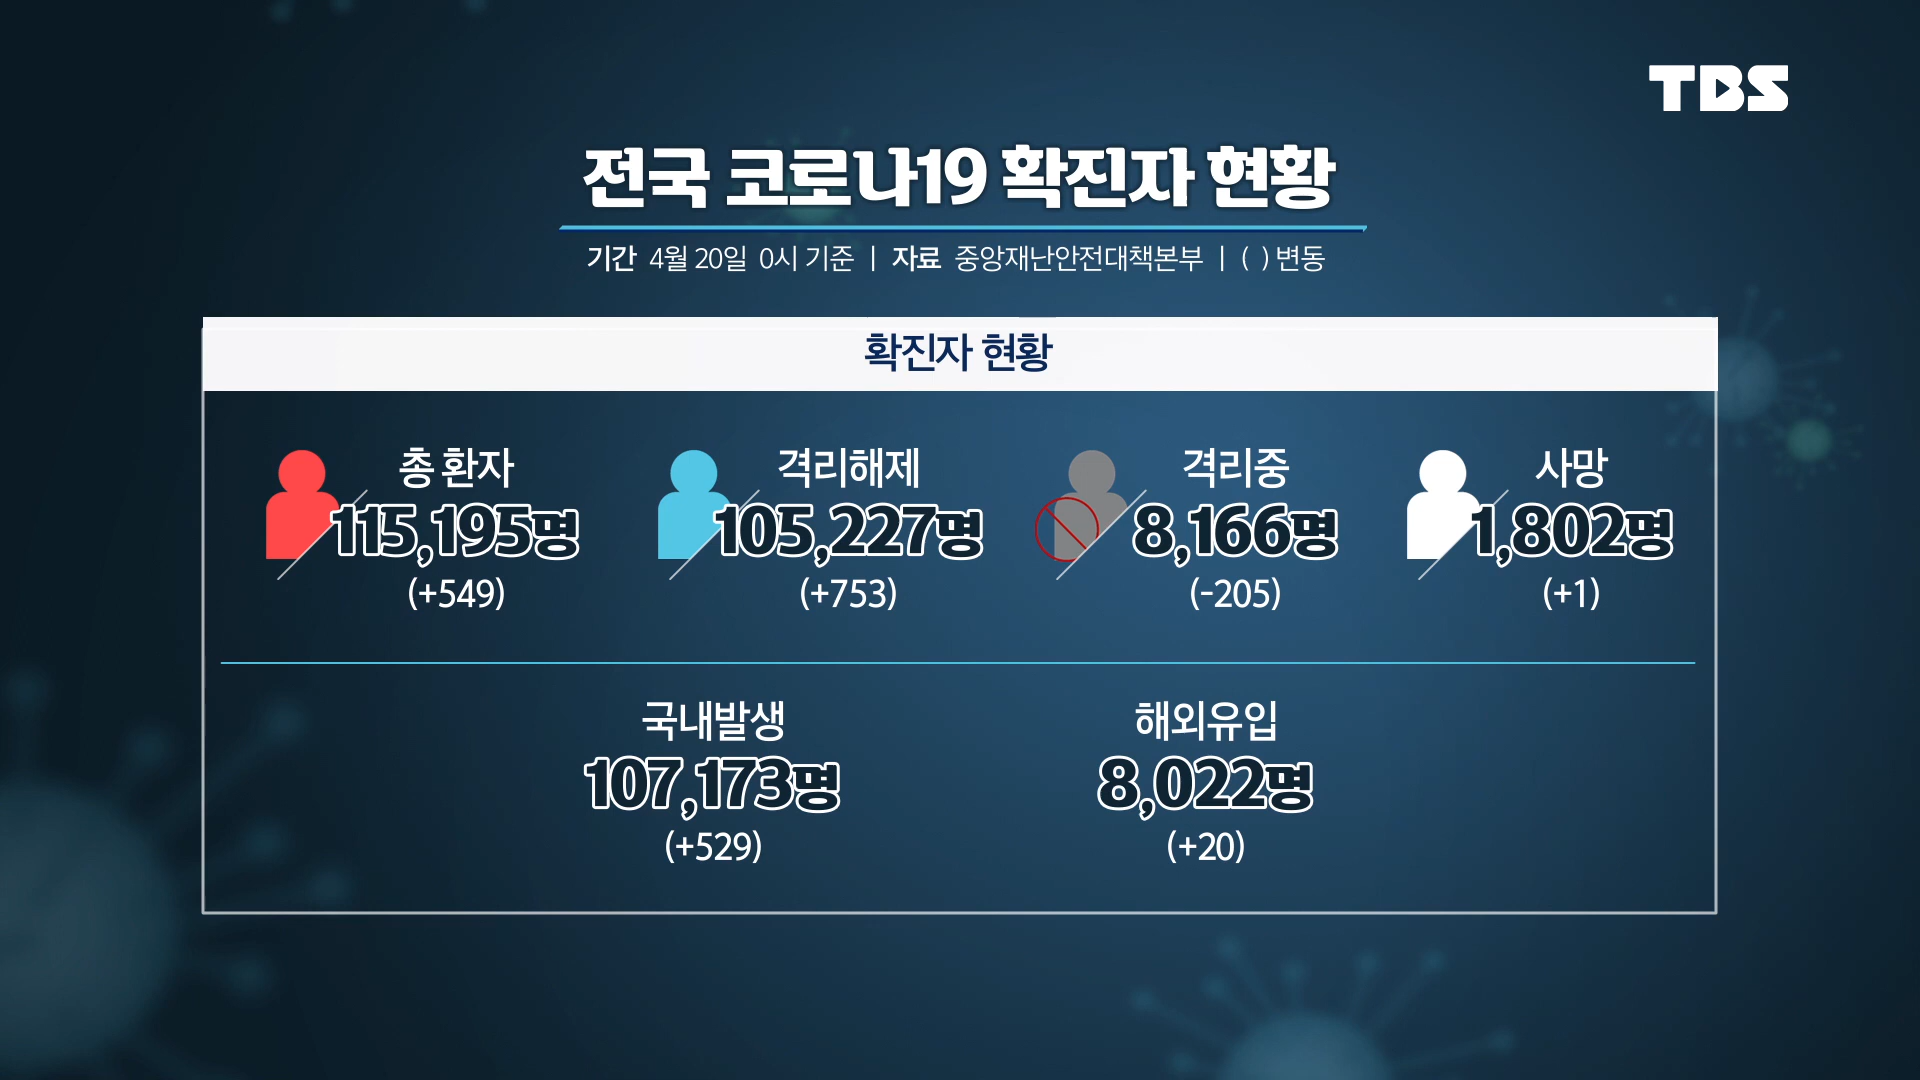 TBS
전국 코로나19 확진자 현황
기간 4월 20일 0시 기준 | 자료 중앙재난안전대책본부 | ( ) 변동
확진자 현황
총 환자
115,195명
(+549)
격리해제
105,227명
(+753)
격리중
8,166명
(-205)
사망
1,802명
(+1)
국내발생
107,173명
(+529)
해외유입
8,022명
(+20)